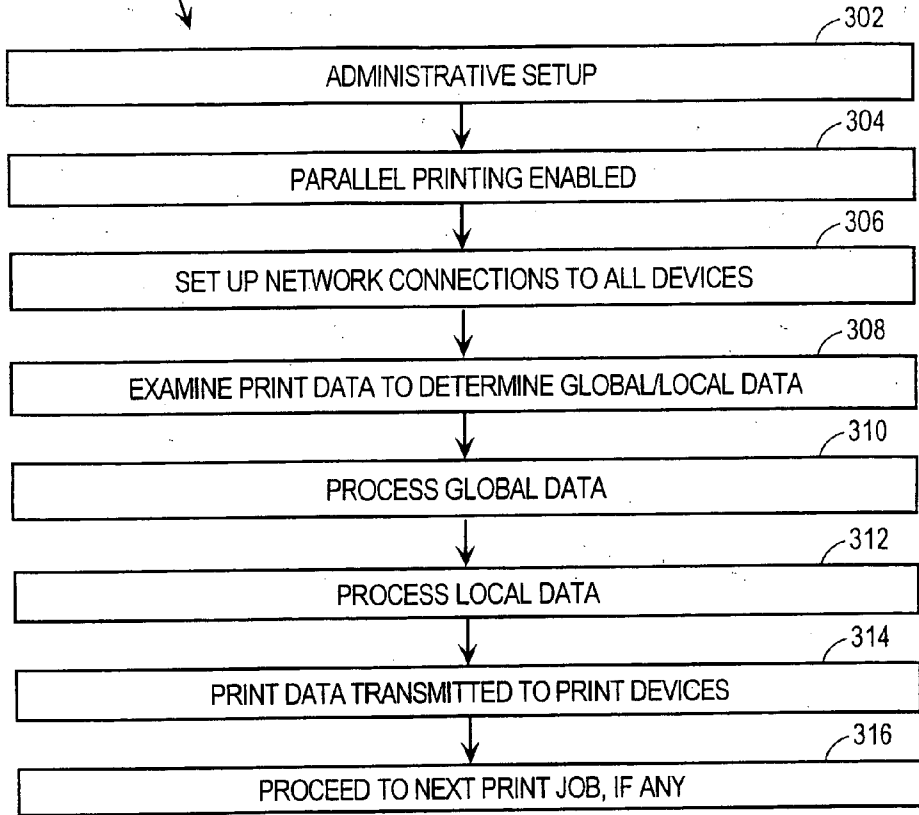 302
ADMINISTRATIVE SETUP
304
PARALLEL PRINTING ENABLED
306
SET UP NETWORK CONNECTIONS TO ALL DEVICES
308
EXAMINE PRINT DATA TO DETERMINE GLOBAL/LOCAL DATA
310
PROCESS GLOBAL DATA
312
PROCESS LOCAL DATA
314
PRINT DATA TRANSMITTED TO PRINT DEVICES
316
PROCEED TO NEXT PRINT JOB, IF ANY